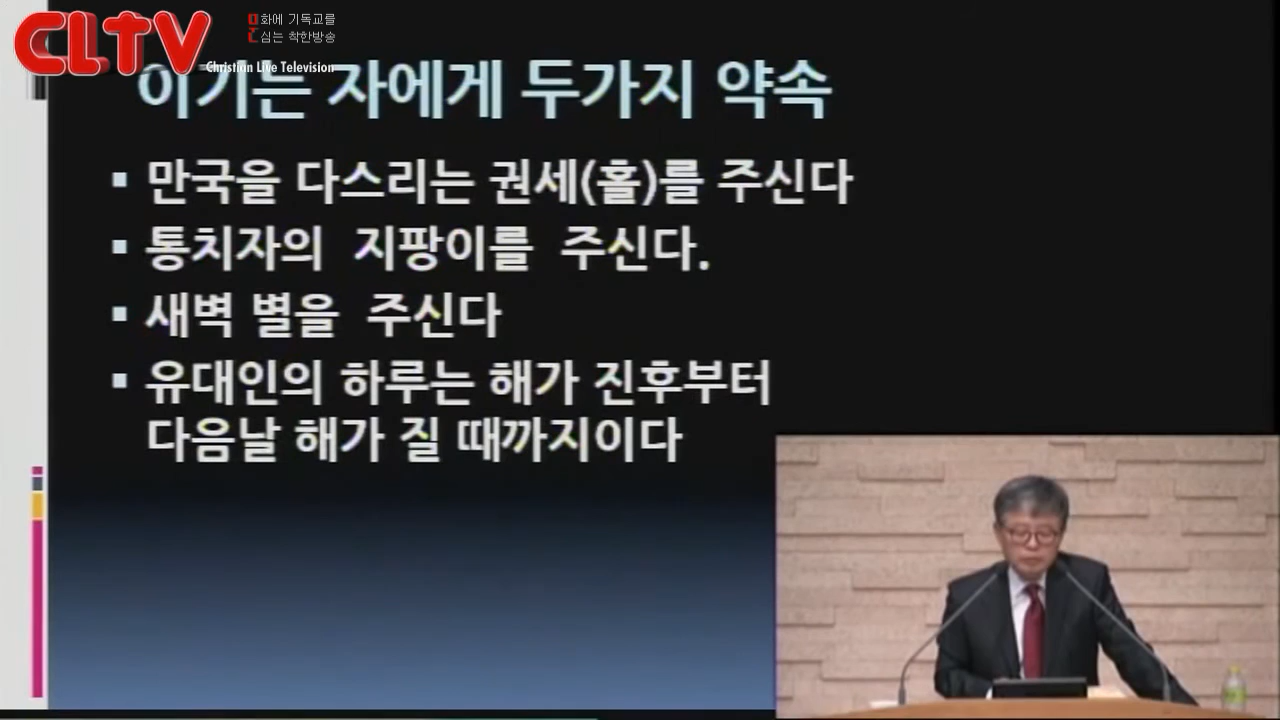 CLTV
문화에 기독교를
심는 착한방송
Christian Live Television
이기는 자에게 두가지 약속
만국을 다스리는 권세(홀)를 주신다
통치자의 지팡이를 주신다.
새벽 별을 주신다
유대인의 하루는 해가 진후부터
다음날 해가 질 때까지이다